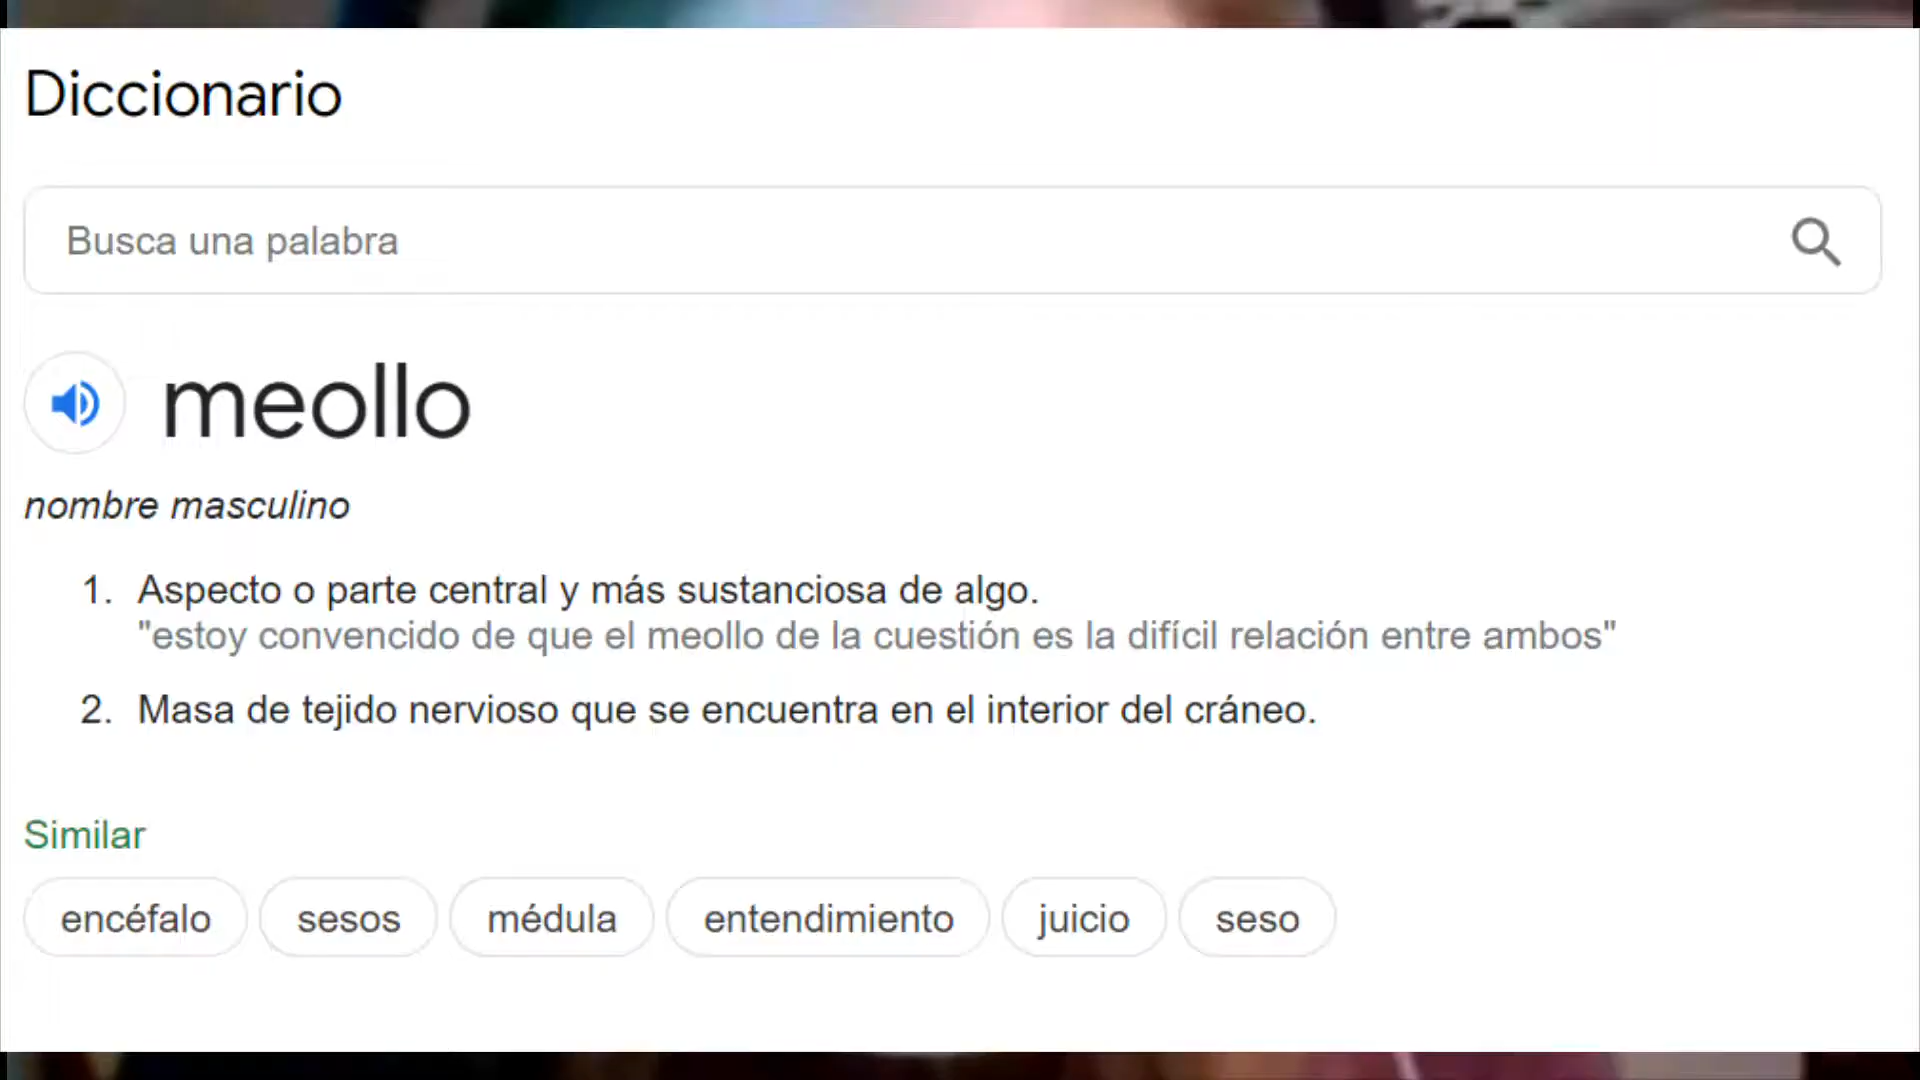 Diccionario
Busca una palabra
meollo
nombre masculino
1. Aspecto o parte central y más sustanciosa de algo.
"estoy convencido de que el meollo de la cuestión es la difícil relación entre ambos"
2. Masa de tejido nervioso que se encuentra en el interior del cráneo.
Similar
encéfalo sesos médula entendimiento juicio seso